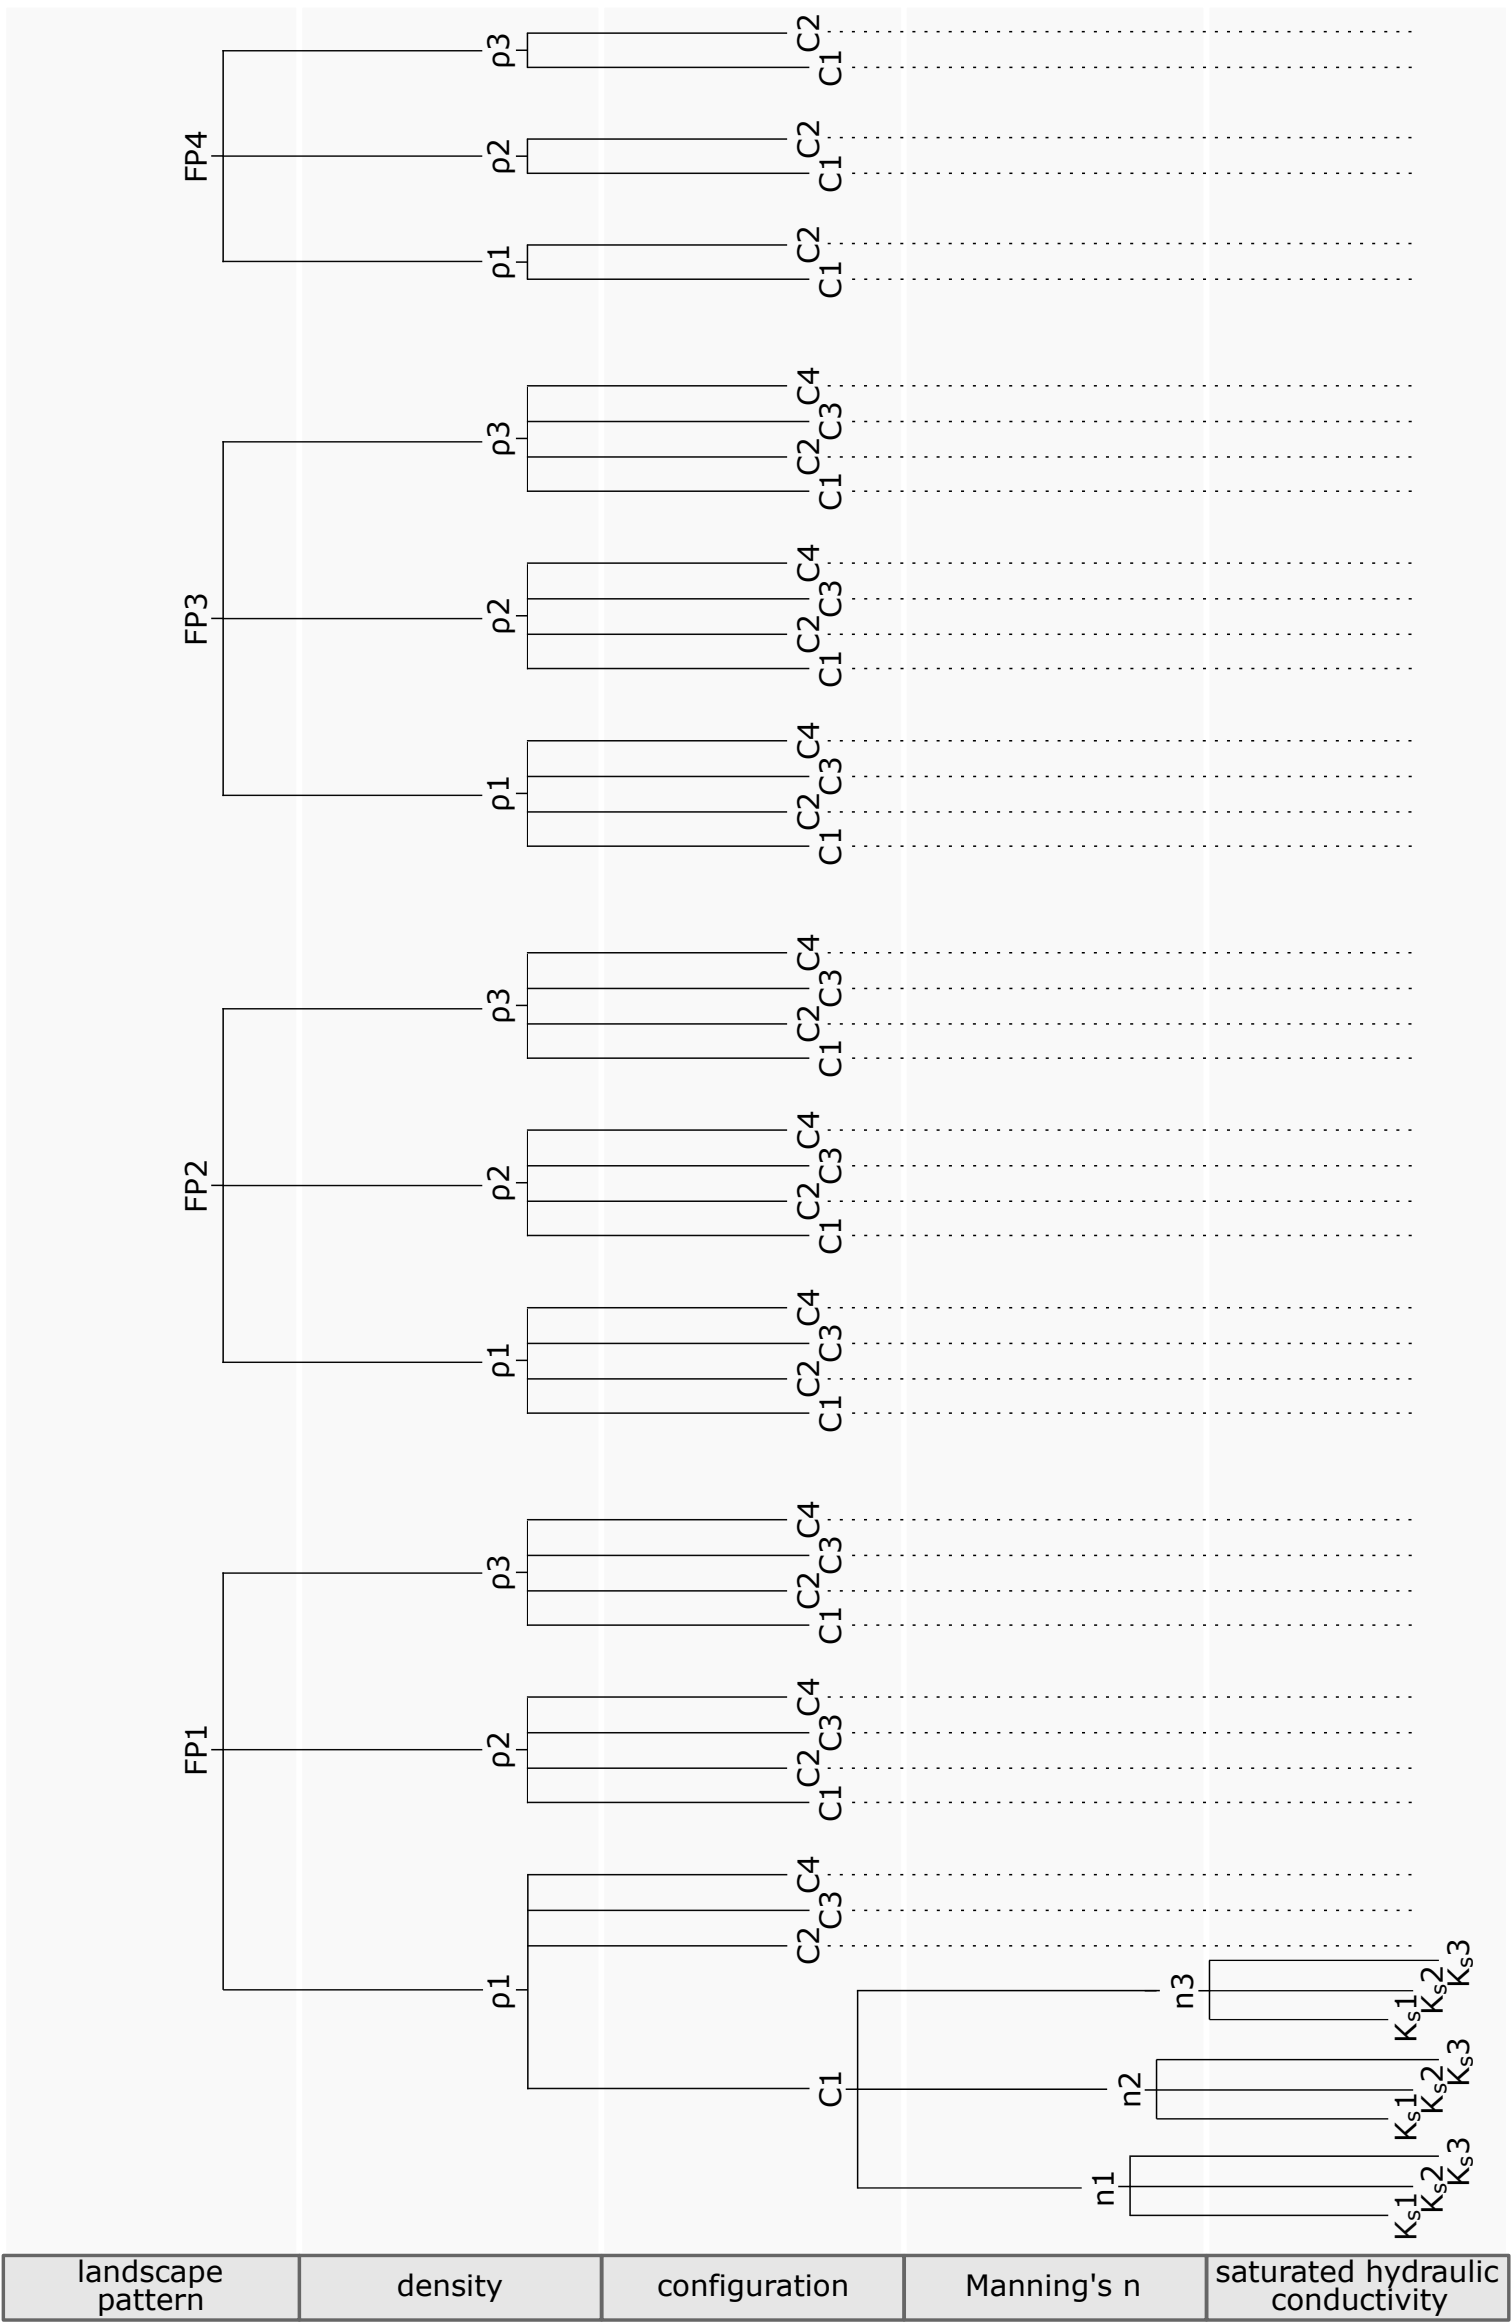 FP4
ρ3
C2
C1
ρ2
C2
C1
ρ1
C2
C1
FP3
ρ3
C4
C3
C2
C1
ρ2
C4
C3
C2
C1
ρ1
C4
C3
C2
C1
FP2
ρ3
C4
C3
C2
C1
ρ2
C4
C3
C2
C1
ρ1
C4
C3
C2
C1
FP1
ρ3
C4
C3
C2
C1
ρ2
C4
C3
C2
C1
ρ1
C4
C3
C2
C1
n3
Ks3
Ks2
Ks1
n2
Ks3
Ks2
Ks1
n1
Ks3
Ks2
Ks1
landscape
pattern
density
configuration
Manning's n
saturated hydraulic
conductivity